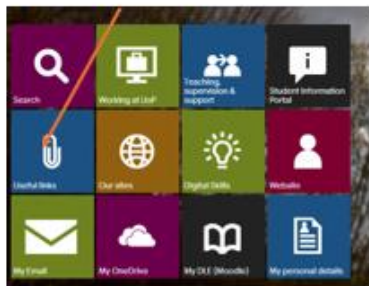 Search
Working at UoP
Teaching,
supervision &
support
Student Information
Portal
Useful links
Our sites
Digital Skills
Website
My Email
My OneDrive
My DLE (Moodle)
My personal details